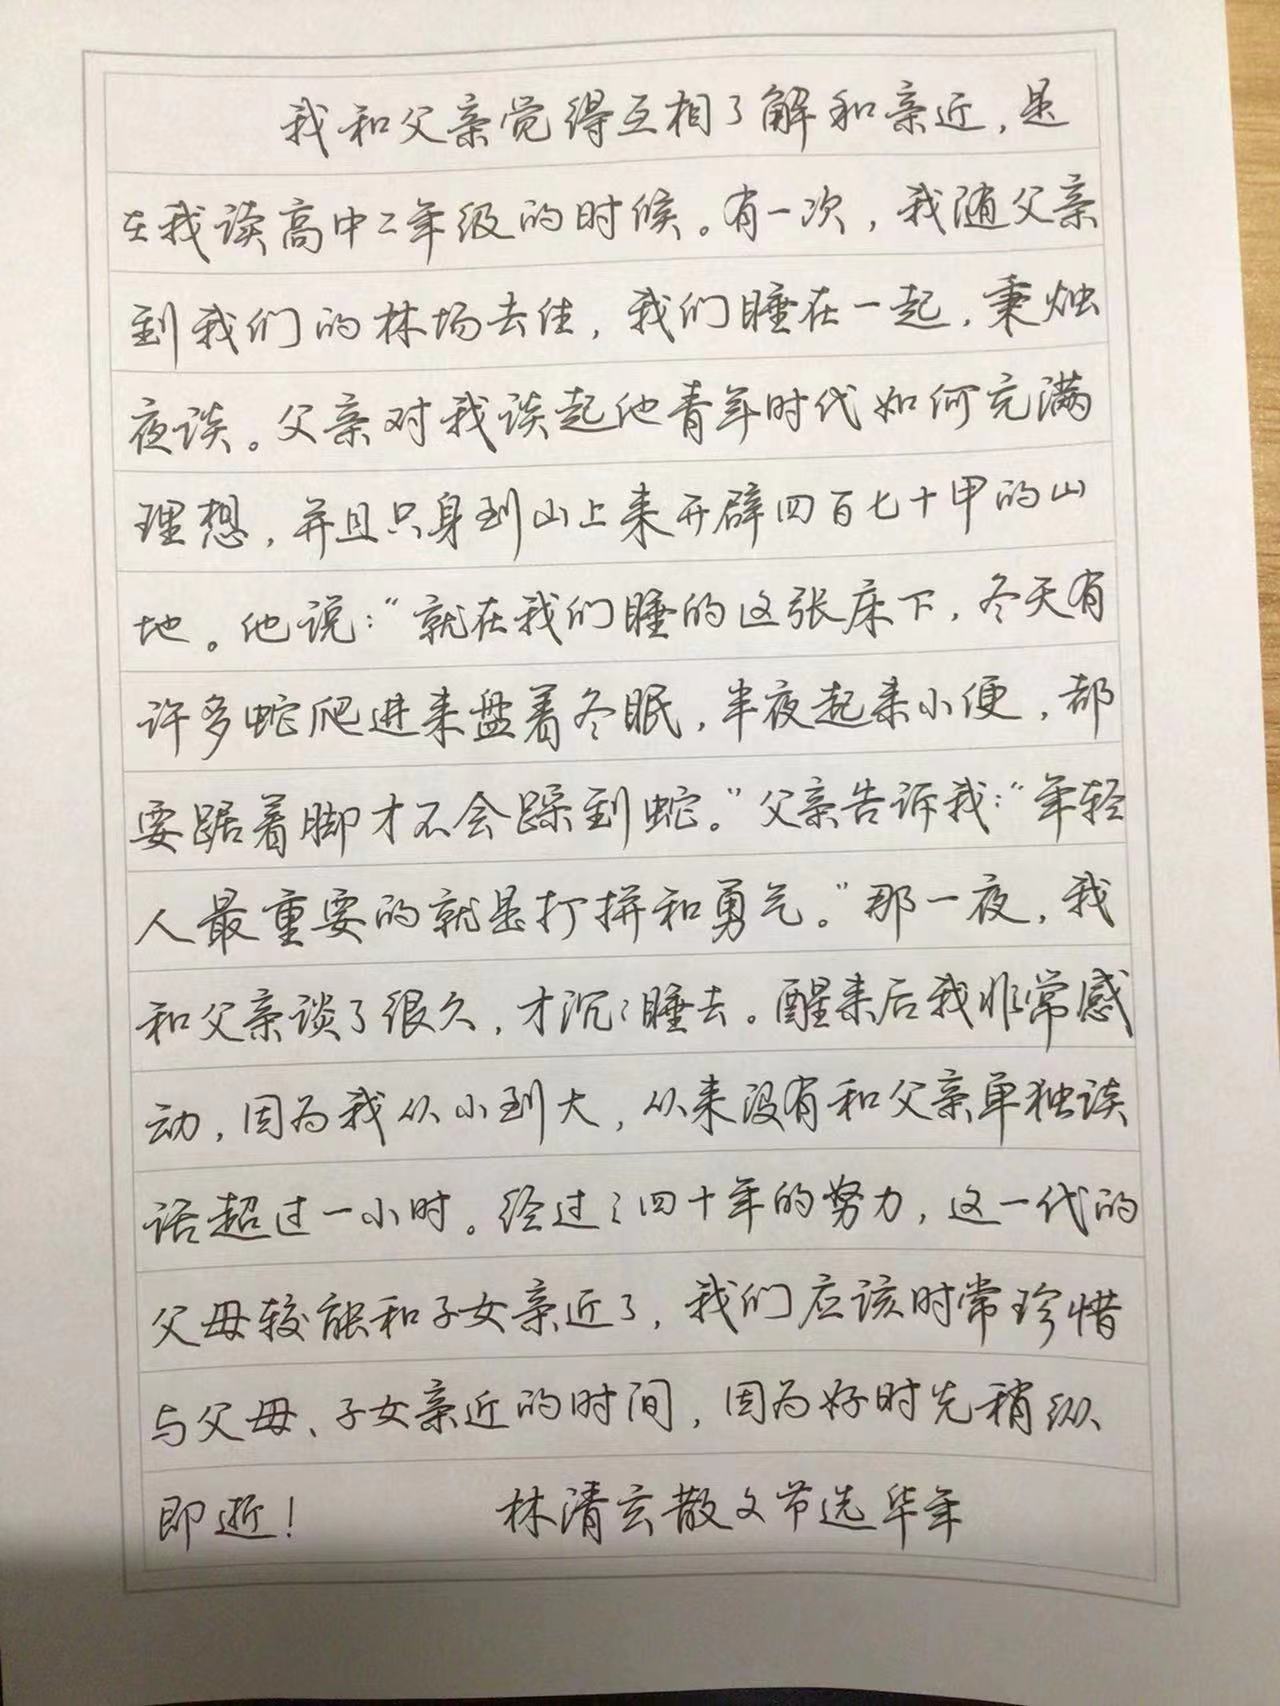 我和父亲觉得互相了解和亲近，是
在我读高中二年级的时候。有一次，我随父亲
到我们的林场去住，我们睡在一起，秉烛
夜谈。父亲对我谈起他青年时代如何充满
理想，并且只身到山上来开辟四百七十甲的山
地。他说：“就在我们睡的这张床下，冬天有
许多蛇爬进来盘着冬眠，半夜起来小便，都
要踞着脚才不会踩到蛇。”父亲告诉我：“年轻
人最重要的就是打拼和勇气。”那一夜，我
和父亲谈了很久，才沉沉睡去。醒来后我非常感
动，因为我从小到大，从来没有和父亲单独谈
话超过一小时。经过三四十年的努力，这一代的
父母较能和子女亲近了，我们应该时常珍惜
与父母、子女亲近的时间，因为好时光稍纵
即逝！ 林清玄散文节选华年